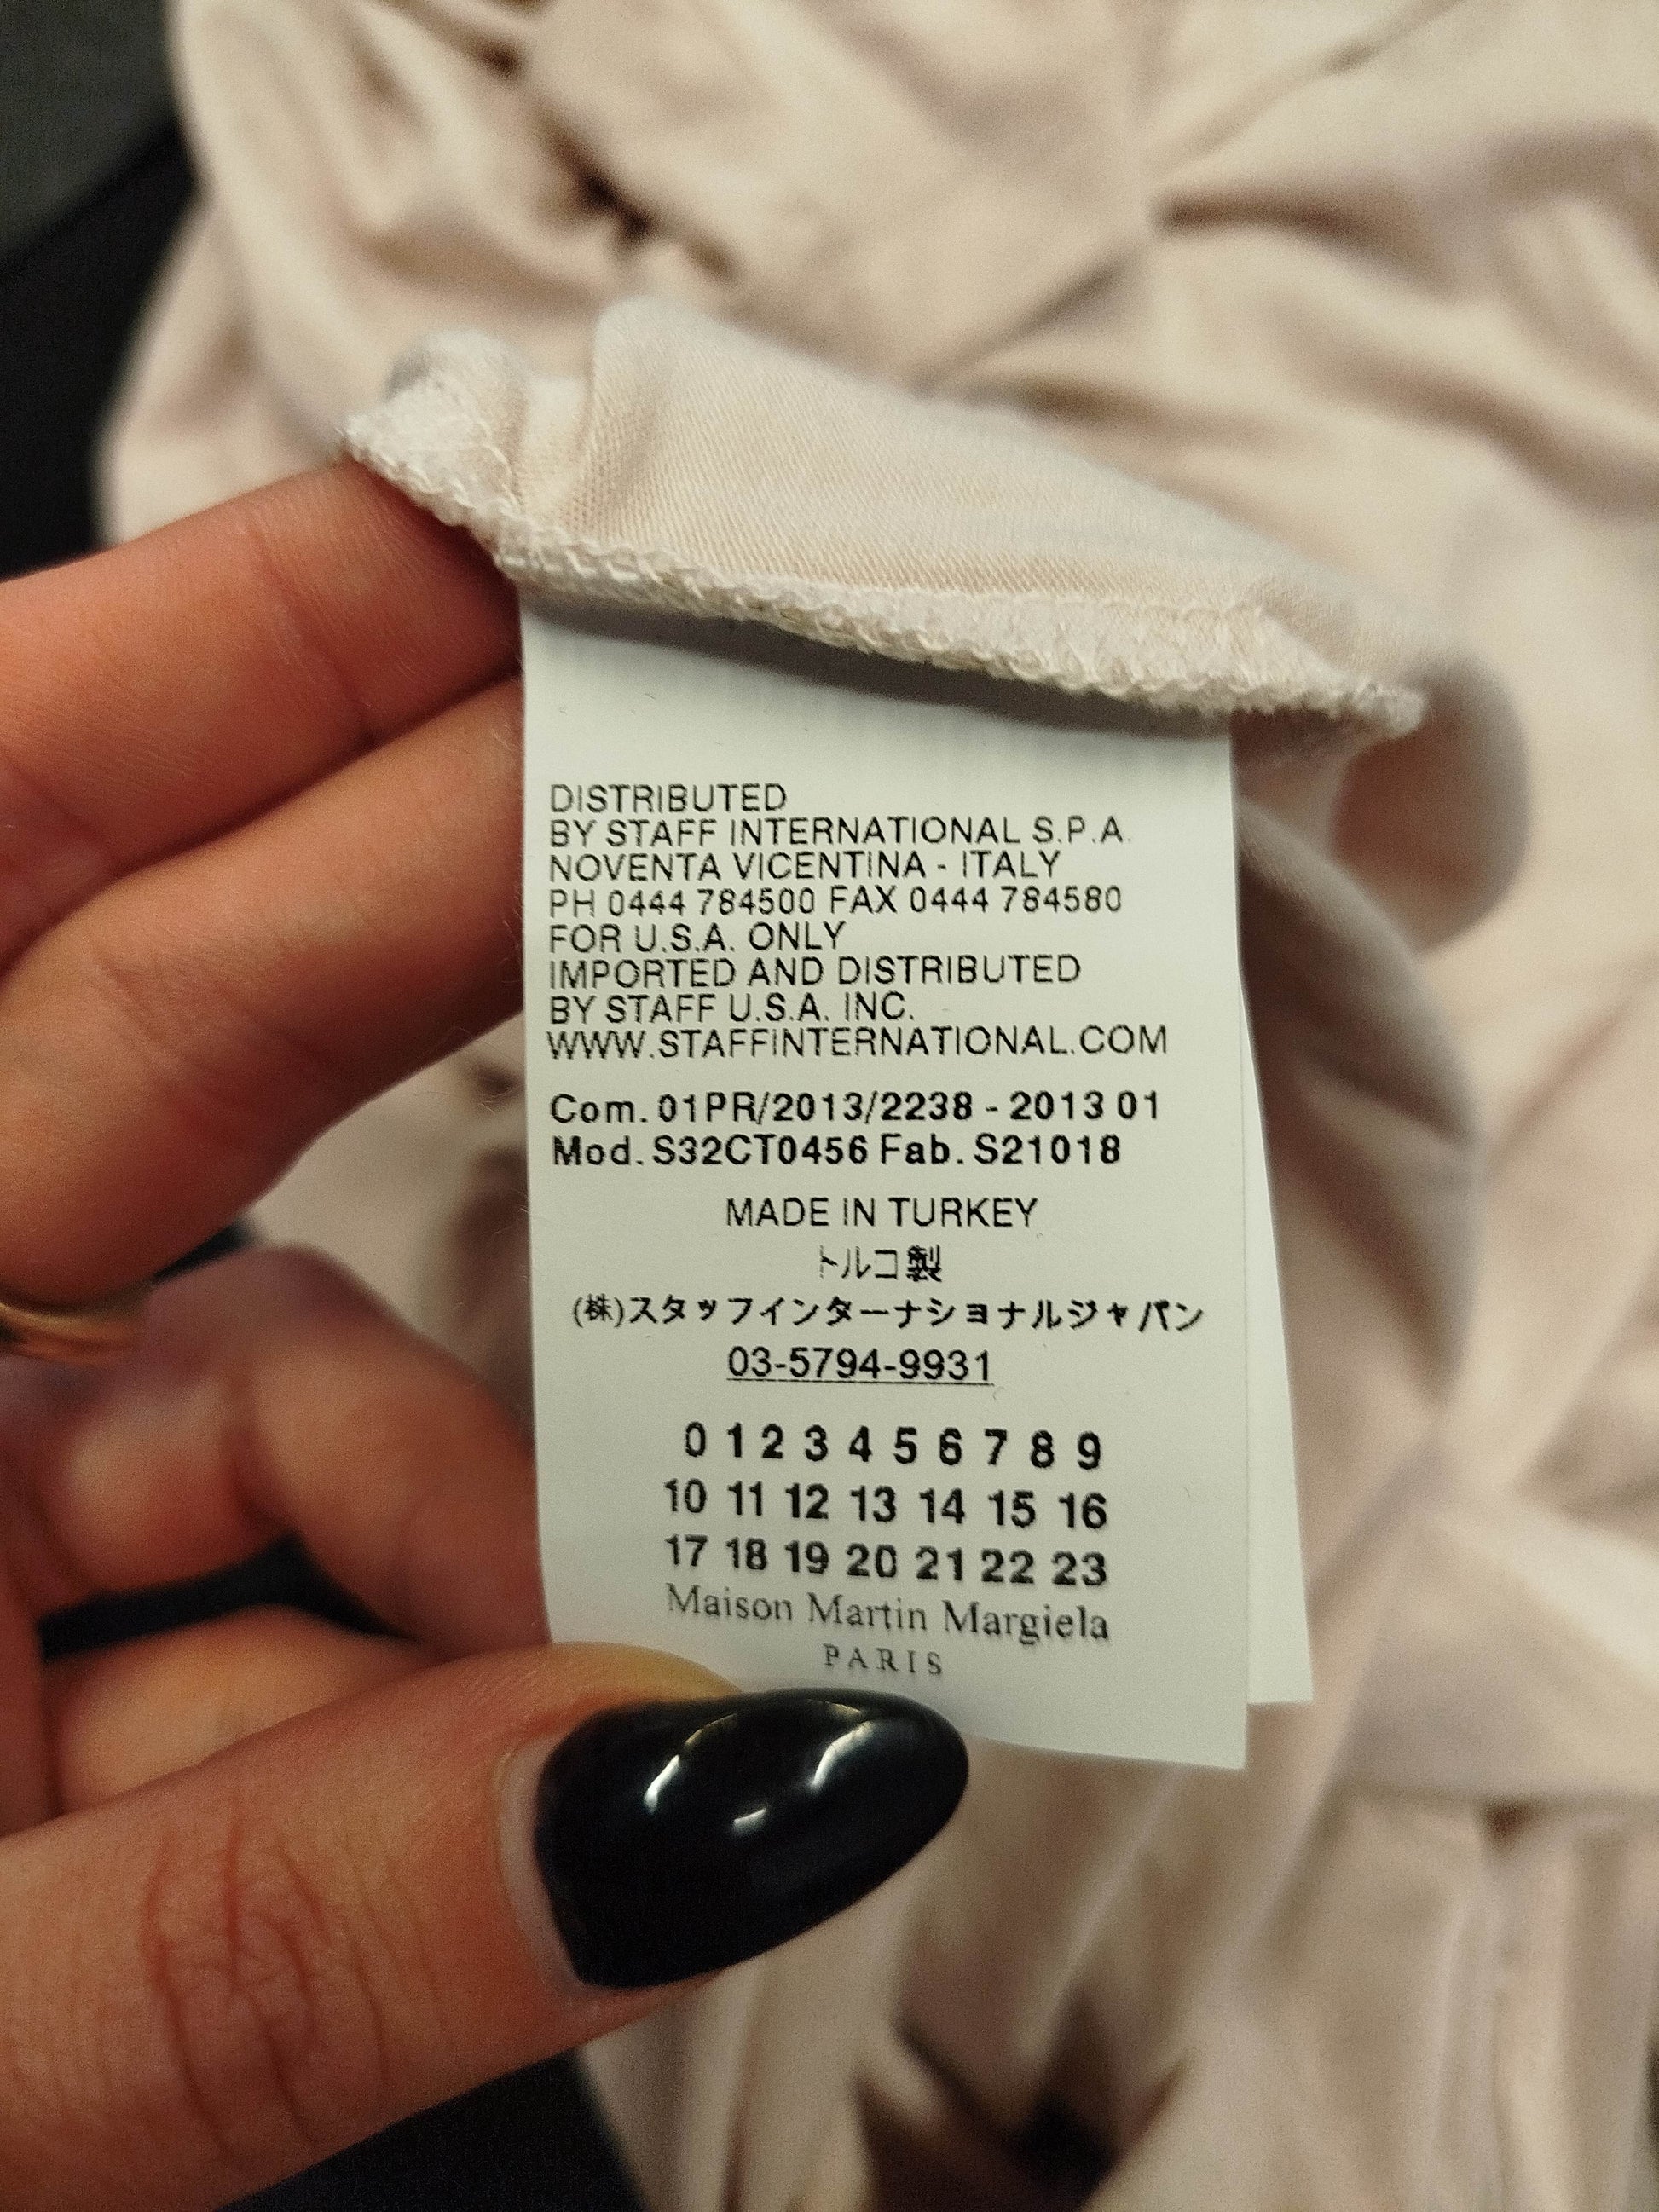 DISTRIBUTED
BY STAFF INTERNATIONAL S.P.A.
NOVENTA VICENTINA - ITALY
PH 0444 784500 FAX 0444 784580
FOR U.S.A. ONLY
IMPORTED AND DISTRIBUTED
BY STAFF U.S.A. INC.
WWW.STAFFINTERNATIONAL.COM
Com. 01PR/2013/2238 - 2013 01
Mod. S32CT0456 Fab. S21018
MADE IN TURKEY
トルコ製
(株)スタッフインターナショナルジャパン
03-5794-9931
0 1 2 3 4 5 6 7 8 9
10 11 12 13 14 15 16
17 18 19 20 21 22 23
Maison Martin Margiela
PARIS